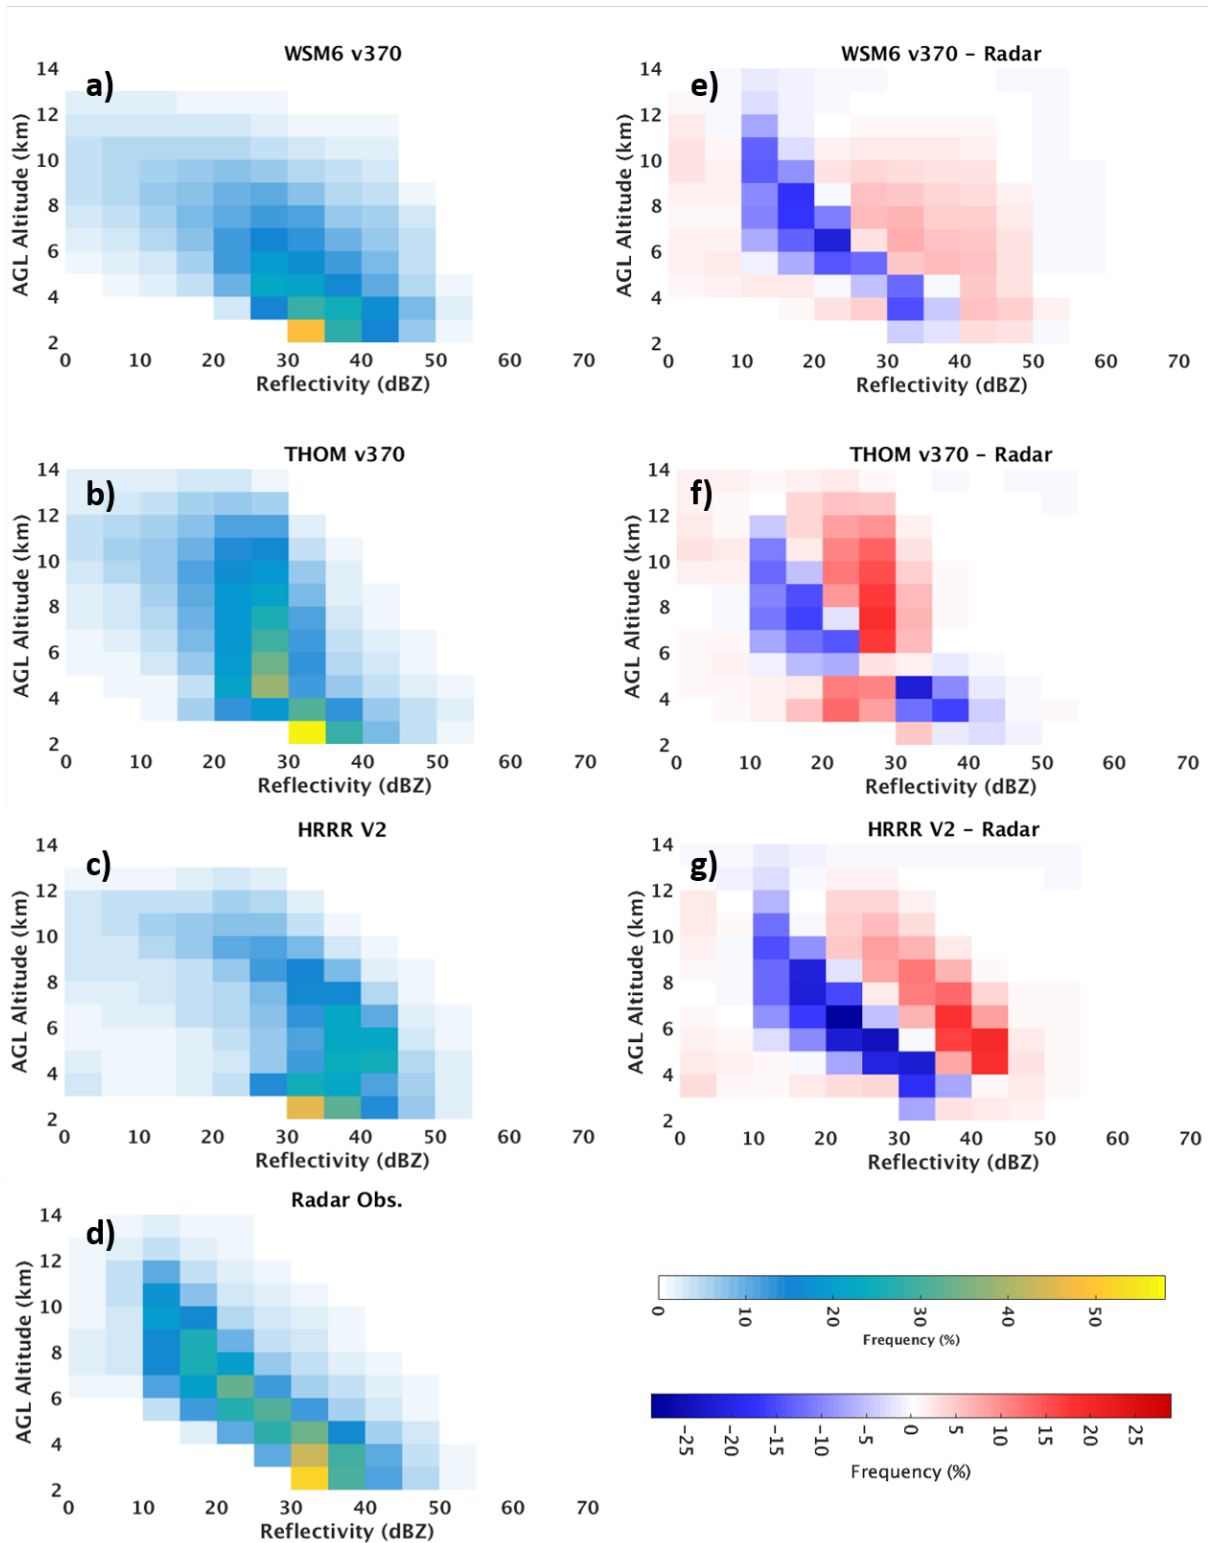 WSM6 v370
a)
14
12
10
8
6
4
2
AGL Altitude (km)
0 10 20 30 40 50 60 70
Reflectivity (dBZ)
WSM6 v370 – Radar
e)
14
12
10
8
6
4
2
AGL Altitude (km)
0 10 20 30 40 50 60 70
Reflectivity (dBZ)
THOM v370
b)
14
12
10
8
6
4
2
AGL Altitude (km)
0 10 20 30 40 50 60 70
Reflectivity (dBZ)
THOM v370 – Radar
f)
14
12
10
8
6
4
2
AGL Altitude (km)
0 10 20 30 40 50 60 70
Reflectivity (dBZ)
HRRR V2
c)
14
12
10
8
6
4
2
AGL Altitude (km)
0 10 20 30 40 50 60 70
Reflectivity (dBZ)
HRRR V2 – Radar
g)
14
12
10
8
6
4
2
AGL Altitude (km)
0 10 20 30 40 50 60 70
Reflectivity (dBZ)
Radar Obs.
d)
14
12
10
8
6
4
2
AGL Altitude (km)
0 10 20 30 40 50 60 70
Reflectivity (dBZ)
0 10 20 30 40 50
Frequency (%)
-25 -20 -15 -10 -5 0 5 10 15 20 25
Frequency (%)